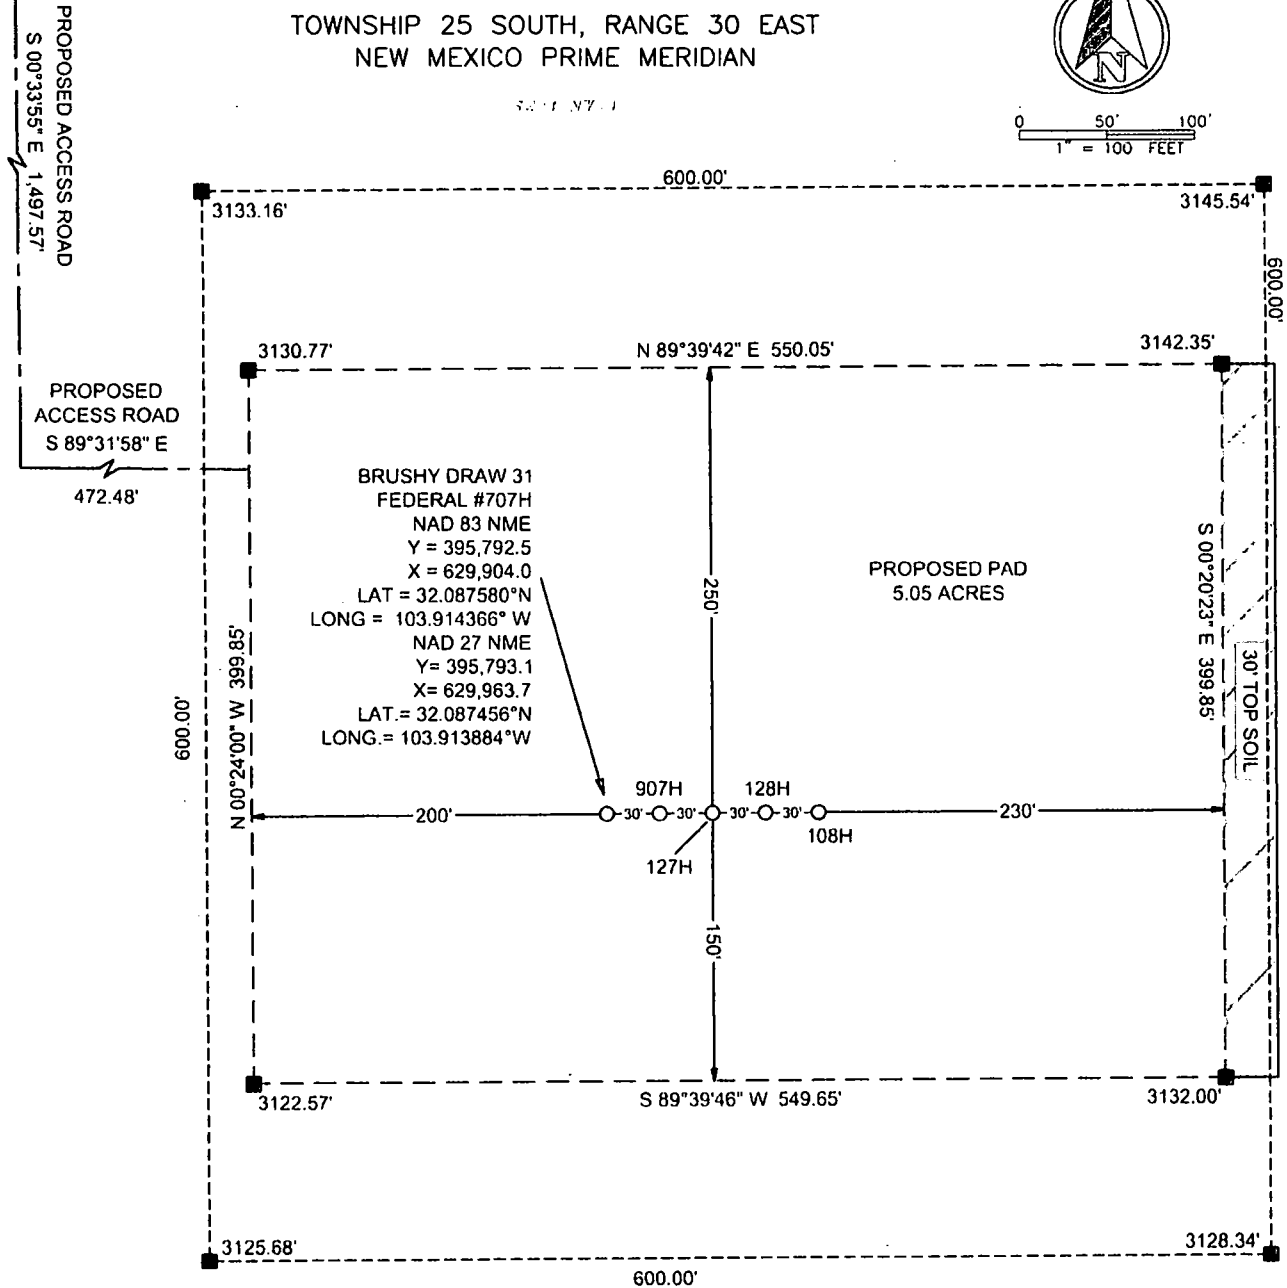 TOWNSHIP 25 SOUTH, RANGE 30 EAST
NEW MEXICO PRIME MERIDIAN
N
0 50' 100'
1" = 100 FEET
PROPOSED ACCESS ROAD
S 00°33'55" E 1,497.57'
600.00'
3133.16'
3145.54'
600.00'
3130.77'
N 89°39'42" E 550.05'
3142.35'
PROPOSED
ACCESS ROAD
S 89°31'58" E
472.48'
BRUSHY DRAW 31
FEDERAL #707H
NAD 83 NME
Y = 395,792.5
X = 629,904.0
LAT = 32.087580°N
LONG = 103.914366° W
NAD 27 NME
Y= 395,793.1
X= 629,963.7
LAT.= 32.087456°N
LONG.= 103.913884°W
250'
PROPOSED PAD
5.05 ACRES
S 00°20'23" E 399.85'
30' TOP SOIL
N 00°24'00" W 399.85'
600.00'
907H
128H
200'
30'
30'
30'
30'
230'
127H
108H
150'
3122.57'
S 89°39'46" W 549.65'
3132.00'
3125.68'
3128.34'
600.00'